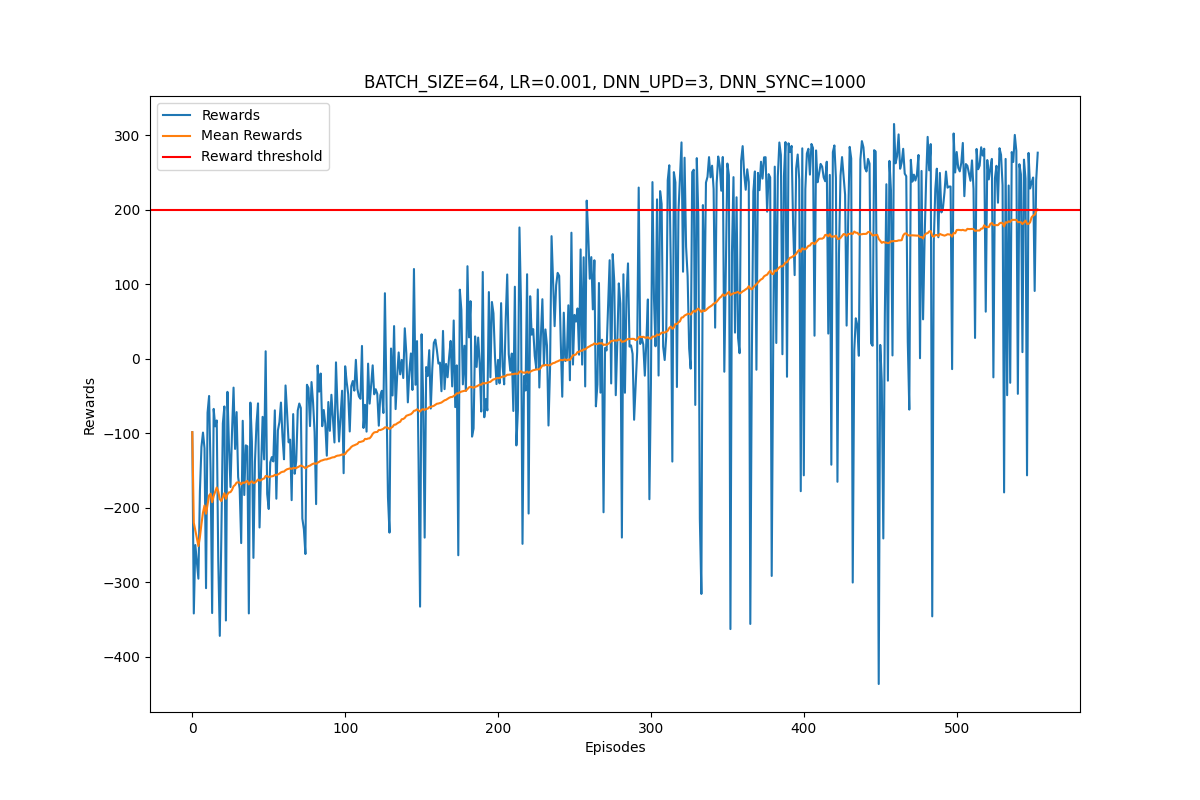 BATCH_SIZE=64, LR=0.001, DNN_UPD=3, DNN_SYNC=1000
Rewards
Mean Rewards
Reward threshold
300
200
100
0
−100
−200
−300
−400
Rewards
0 100 200 300 400 500
Episodes